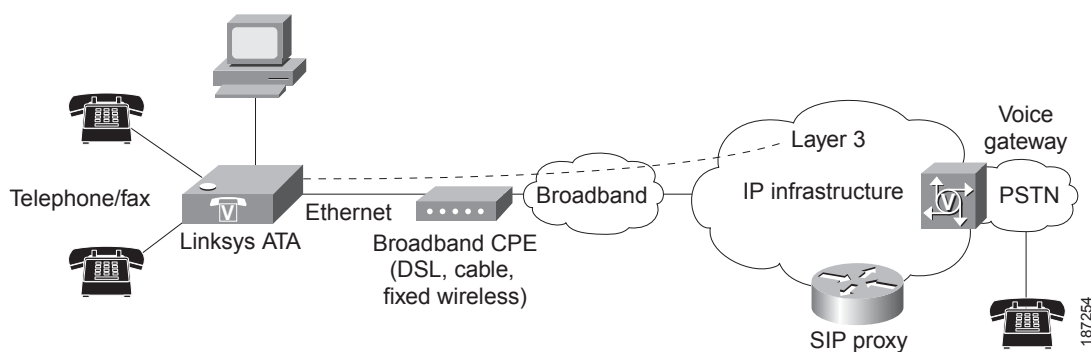 Voice
gateway
Layer 3
Telephone/fax
Ethernet
Broadband
IP infrastructure
V
PSTN
V
Linksys ATA
Broadband CPE
(DSL, cable,
fixed wireless)
SIP proxy
187254